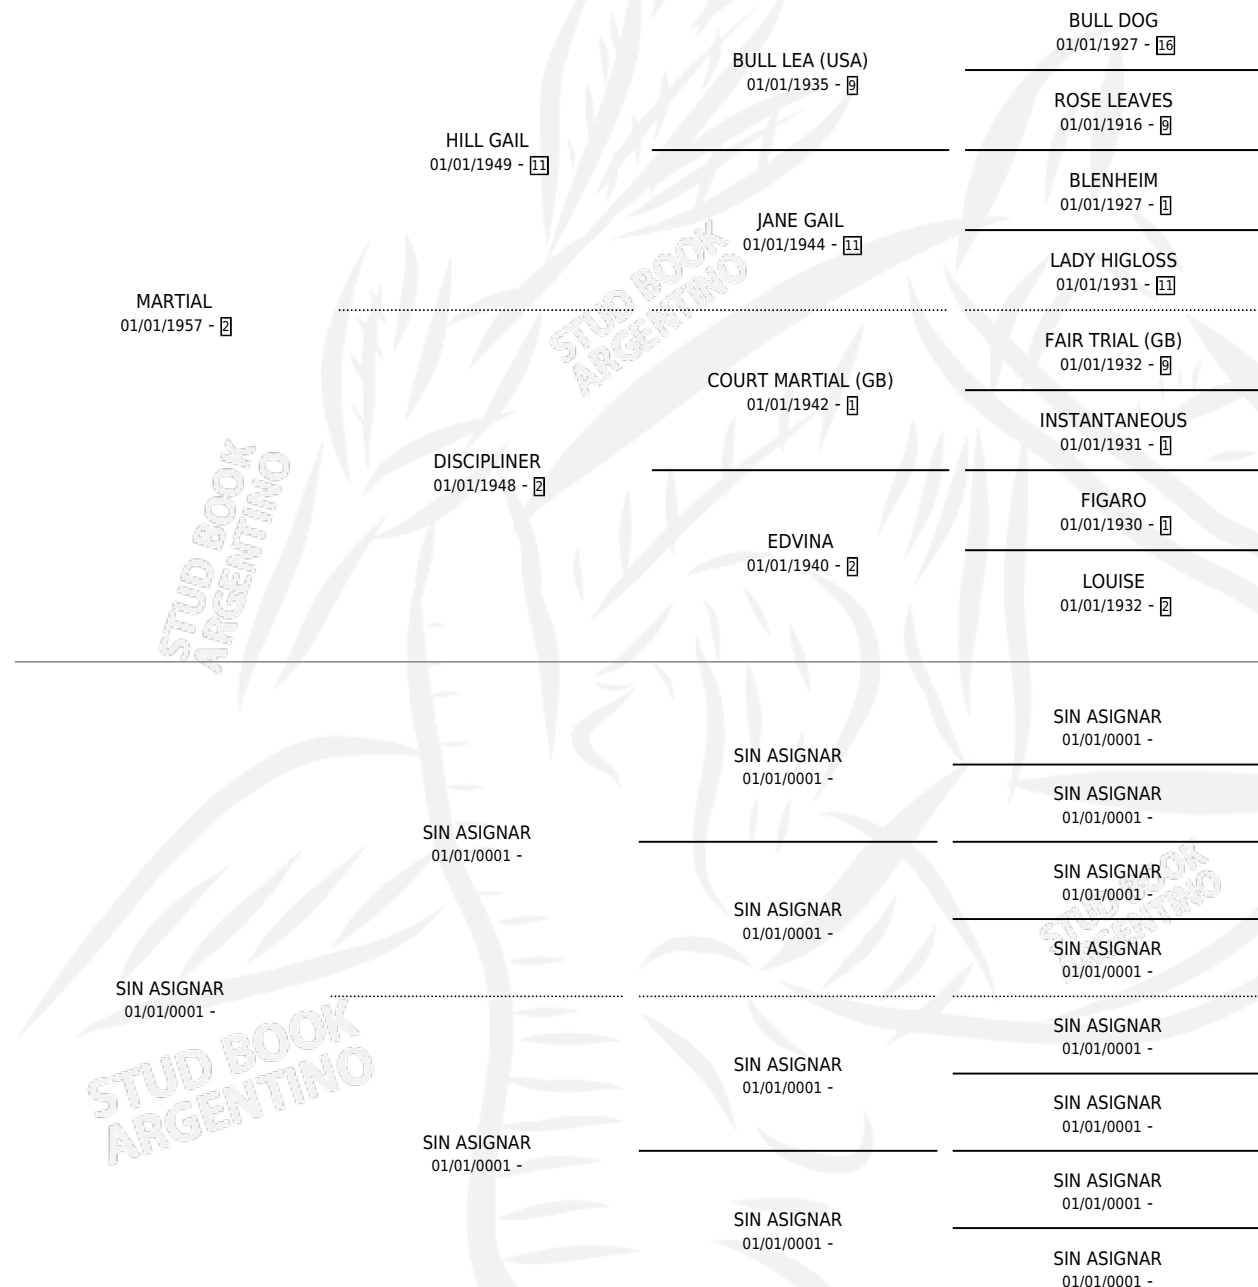 BULL DOG
01/01/1927 - 16
BULL LEA (USA)
01/01/1935 - 9
ROSE LEAVES
01/01/1916 - 9
HILL GAIL
01/01/1949 - 11
BLENHEIM
01/01/1927 - 1
JANE GAIL
01/01/1944 - 11
LADY HIGLOSS
01/01/1931 - 11
MARTIAL
01/01/1957 - 2
STUD BOOK
ARGENTINO
FAIR TRIAL (GB)
01/01/1932 - 9
COURT MARTIAL (GB)
01/01/1942 - 1
INSTANTANEOUS
01/01/1931 - 1
DISCIPLINER
01/01/1948 - 2
FIGARO
01/01/1930 - 1
EDVINA
01/01/1940 - 2
LOUISE
01/01/1932 - 2
STUD BOOK
ARGENTINO
SIN ASIGNAR
01/01/0001 -
SIN ASIGNAR
01/01/0001 -
SIN ASIGNAR
01/01/0001 -
SIN ASIGNAR
01/01/0001 -
SIN ASIGNAR
01/01/0001 -
SIN ASIGNAR
01/01/0001 -
SIN ASIGNAR
01/01/0001 -
STUD BOOK
ARGENTINO
SIN ASIGNAR
01/01/0001 -
SIN ASIGNAR
01/01/0001 -
SIN ASIGNAR
01/01/0001 -
SIN ASIGNAR
01/01/0001 -
SIN ASIGNAR
01/01/0001 -
SIN ASIGNAR
01/01/0001 -
SIN ASIGNAR
01/01/0001 -
SIN ASIGNAR
01/01/0001 -
STUD BOOK
ARGENTINO